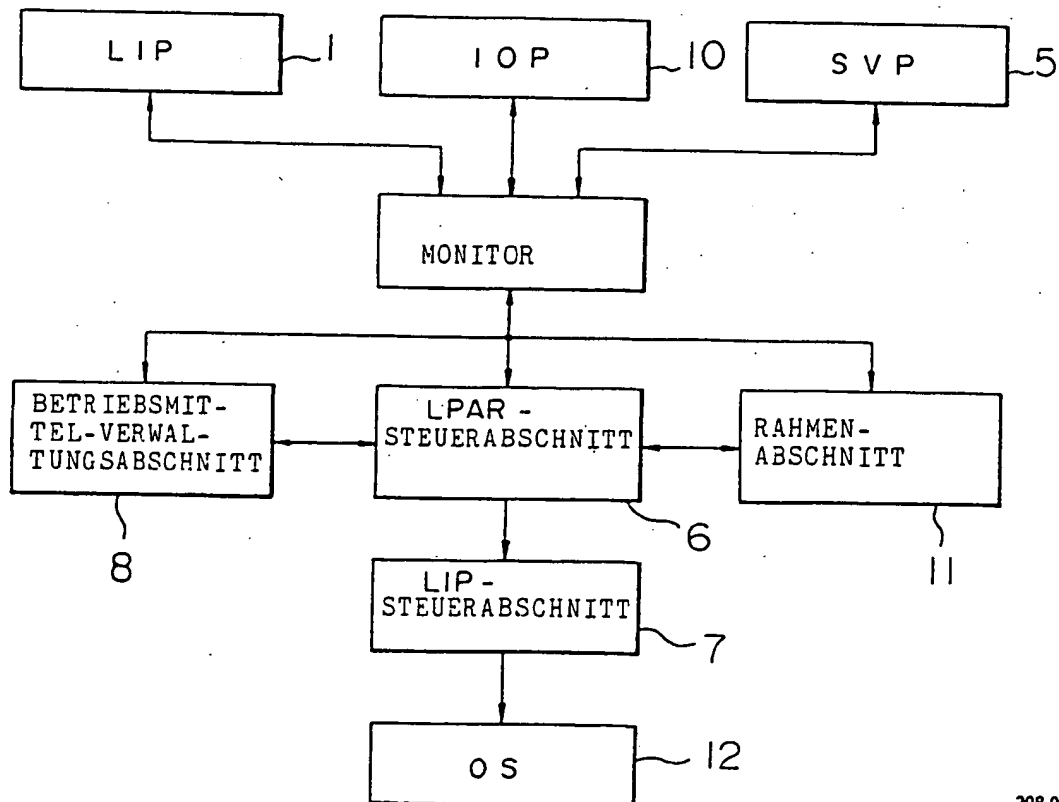 LIP
1
IOP
10
SVP
5
MONITOR
BETRIEBSMIT-
TEL-VERWAL-
TUNGSABSCHNITT
8
LPAR-
STEUERABSCHNITT
6
RAHMEN-
ABSCHNITT
11
LIP-
STEUERABSCHNITT
7
OS
12